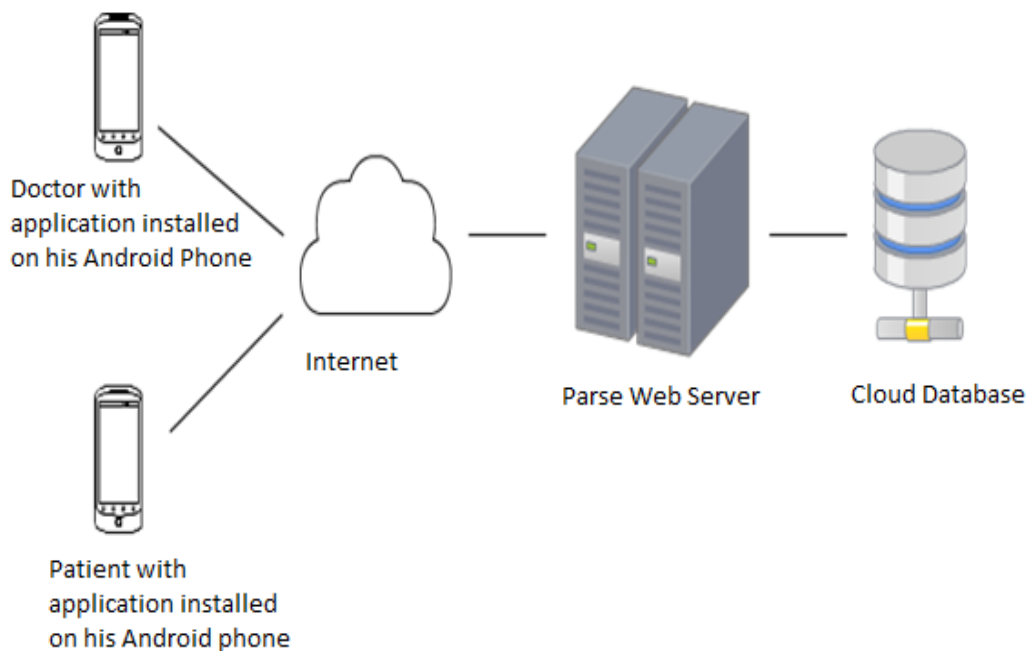 Doctor with
application installed
on his Android Phone
Internet
Parse Web Server
Cloud Database
Patient with
application installed
on his Android phone